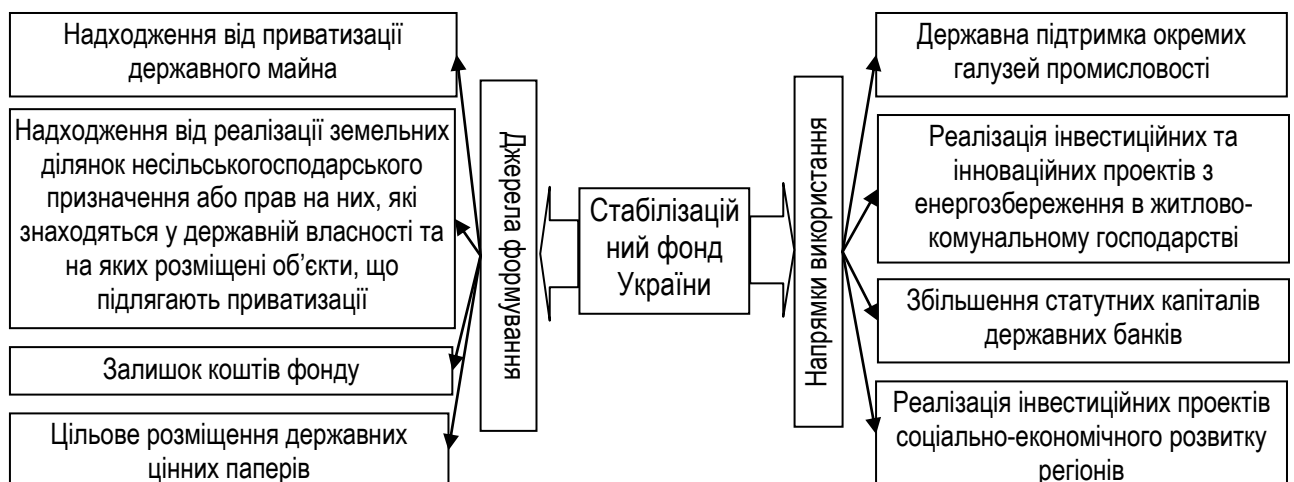 Надходження від приватизації
державного майна
Надходження від реалізації земельних
ділянок несільськогосподарського
призначення або прав на них, які
знаходяться у державній власності та
на яких розміщені об’єкти, що
підлягають приватизації
Залишок коштів фонду
Цільове розміщення державних
цінних паперів
Джерела формування
Стабілізацій
ний фонд
України
Напрямки використання
Державна підтримка окремих
галузей промисловості
Реалізація інвестиційних та
інноваційних проектів з
енергозбереження в житлово-
комунальному господарстві
Збільшення статутних капіталів
державних банків
Реалізація інвестиційних проектів
соціально-економічного розвитку
регіонів